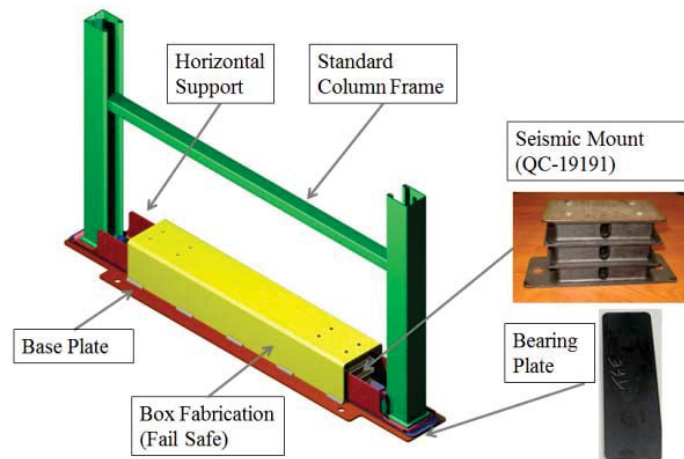 Horizontal
Support
Standard
Column Frame
Seismic Mount
(QC-19191)
Base Plate
Box Fabrication
(Fail Safe)
Bearing
Plate